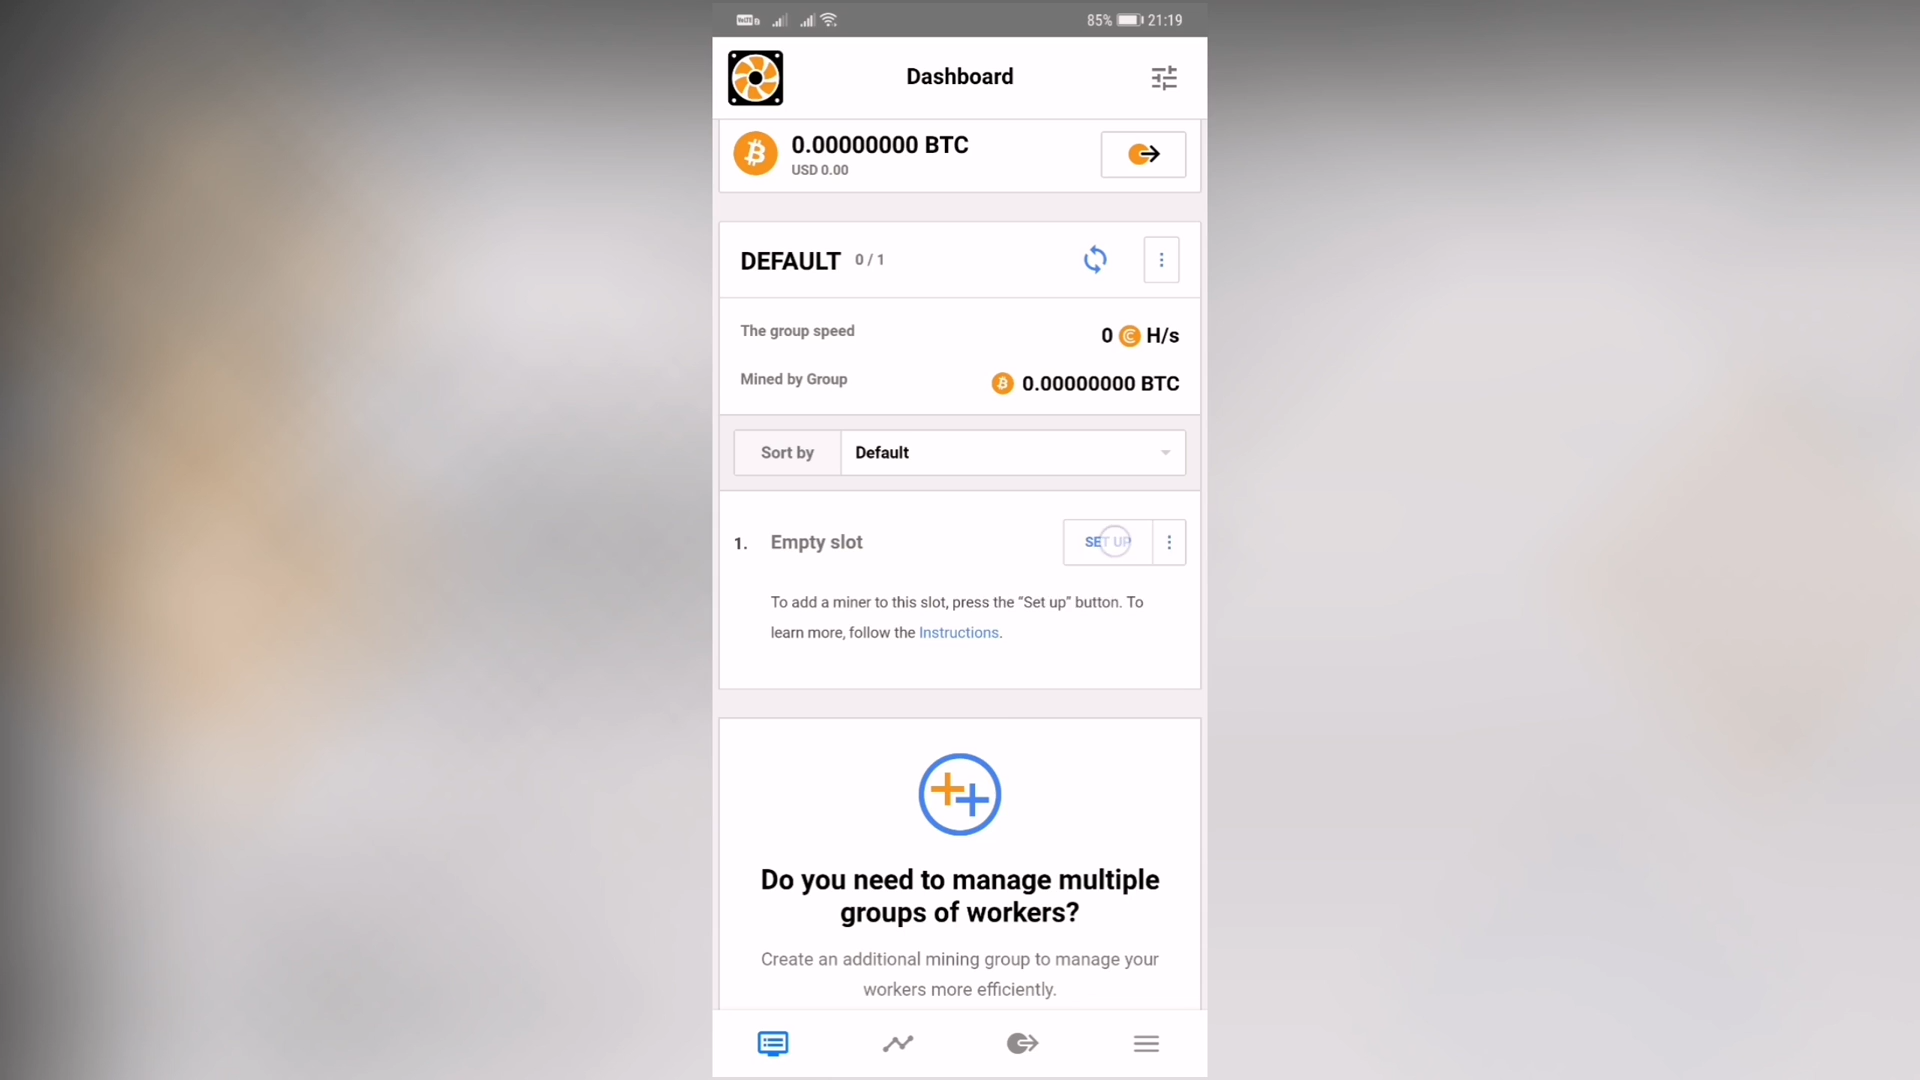 85% 21:19
Dashboard
0.00000000 BTC
USD 0.00
DEFAULT 0 / 1
The group speed 0 H/s
Mined by Group 0.00000000 BTC
Sort by Default
1. Empty slot SET UP
To add a miner to this slot, press the “Set up” button. To
learn more, follow the Instructions.
Do you need to manage multiple
groups of workers?
Create an additional mining group to manage your
workers more efficiently.